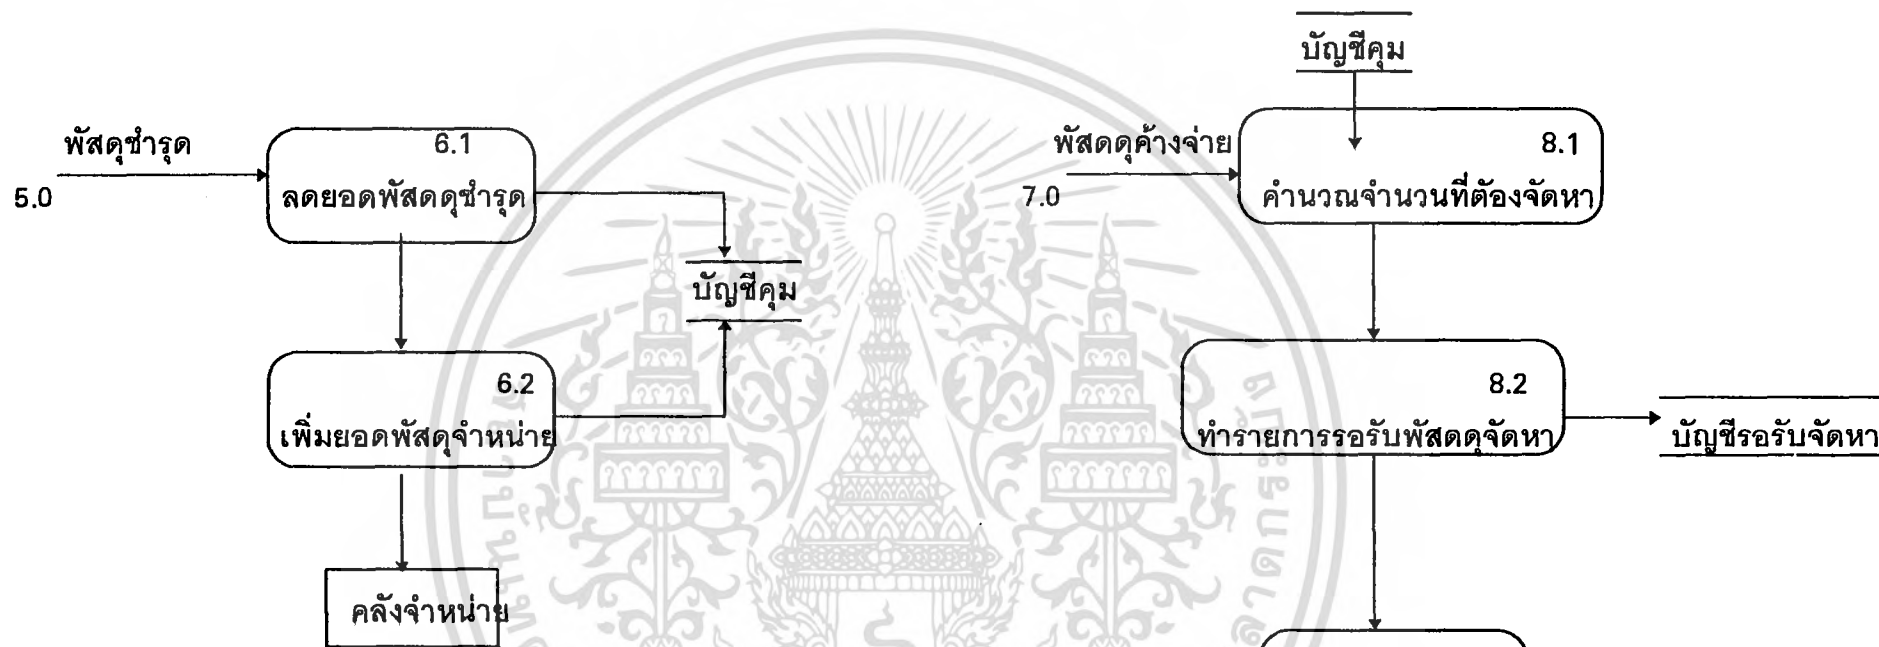 พัสดุชำรุด
5.0
6.1
ลดยอดพัสดดุชำรุด
บัญชีคุม
6.2
เพิ่มยอดพัสดุจำหน่าย
คลังจำหน่าย
บัญชีคุม
พัสดดุค้างจ่าย
7.0
8.1
คำนวณจำนวนที่ต้องจัดหา
8.2
ทำรายการรอรับพัสดดุจัดหา
บัญชีรอรับจัดหา